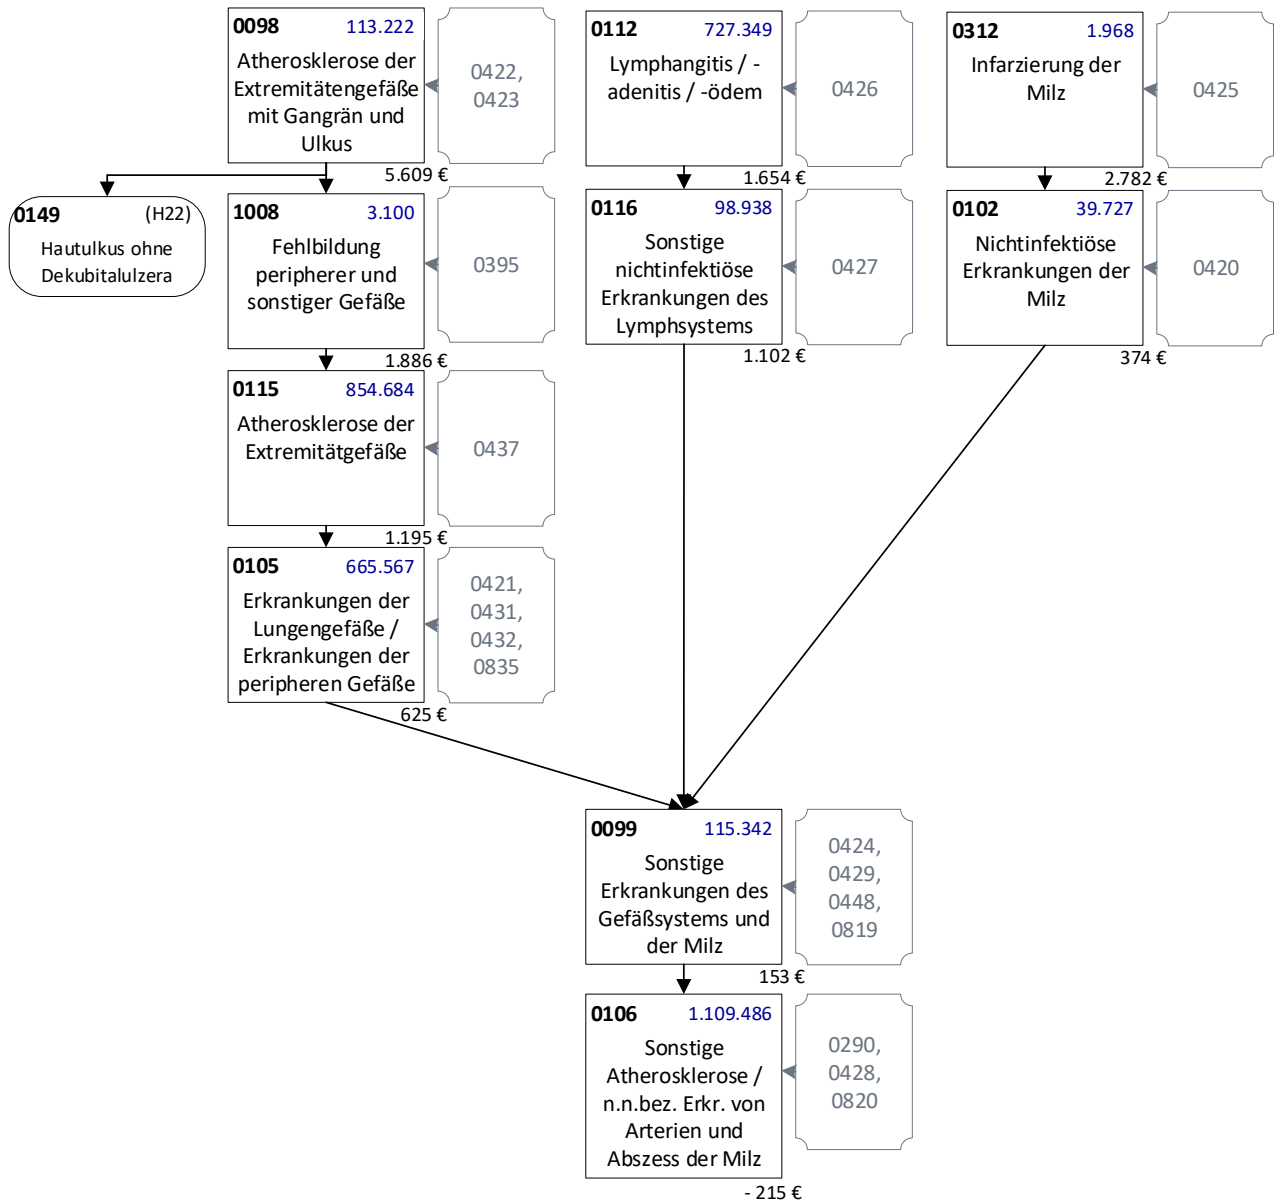 0098 113.222
Atherosklerose der
Extremitätengefäße
mit Gangrän und
Ulkus
0422,
0423
5.609 €
0149 (H22)
Hautulkus ohne
Dekubitalulzera
1008 3.100
Fehlbildung
peripherer und
sonstiger Gefäße
0395
1.886 €
0115 854.684
Atherosklerose der
Extremitätgefäße
0437
1.195 €
0105 665.567
Erkrankungen der
Lungengefäße /
Erkrankungen der
peripheren Gefäße
0421,
0431,
0432,
0835
625 €
0112 727.349
Lymphangitis / -
adenitis / -ödem
0426
1.654 €
0116 98.938
Sonstige
nichtinfektiöse
Erkrankungen des
Lymphsystems
0427
1.102 €
0312 1.968
Infarzierung der
Milz
0425
2.782 €
0102 39.727
Nichtinfektiöse
Erkrankungen der
Milz
0420
374 €
0099 115.342
Sonstige
Erkrankungen des
Gefäßsystems und
der Milz
0424,
0429,
0448,
0819
153 €
0106 1.109.486
Sonstige
Atherosklerose /
n.n.bez. Erkr. von
Arterien und
Abszess der Milz
0290,
0428,
0820
- 215 €